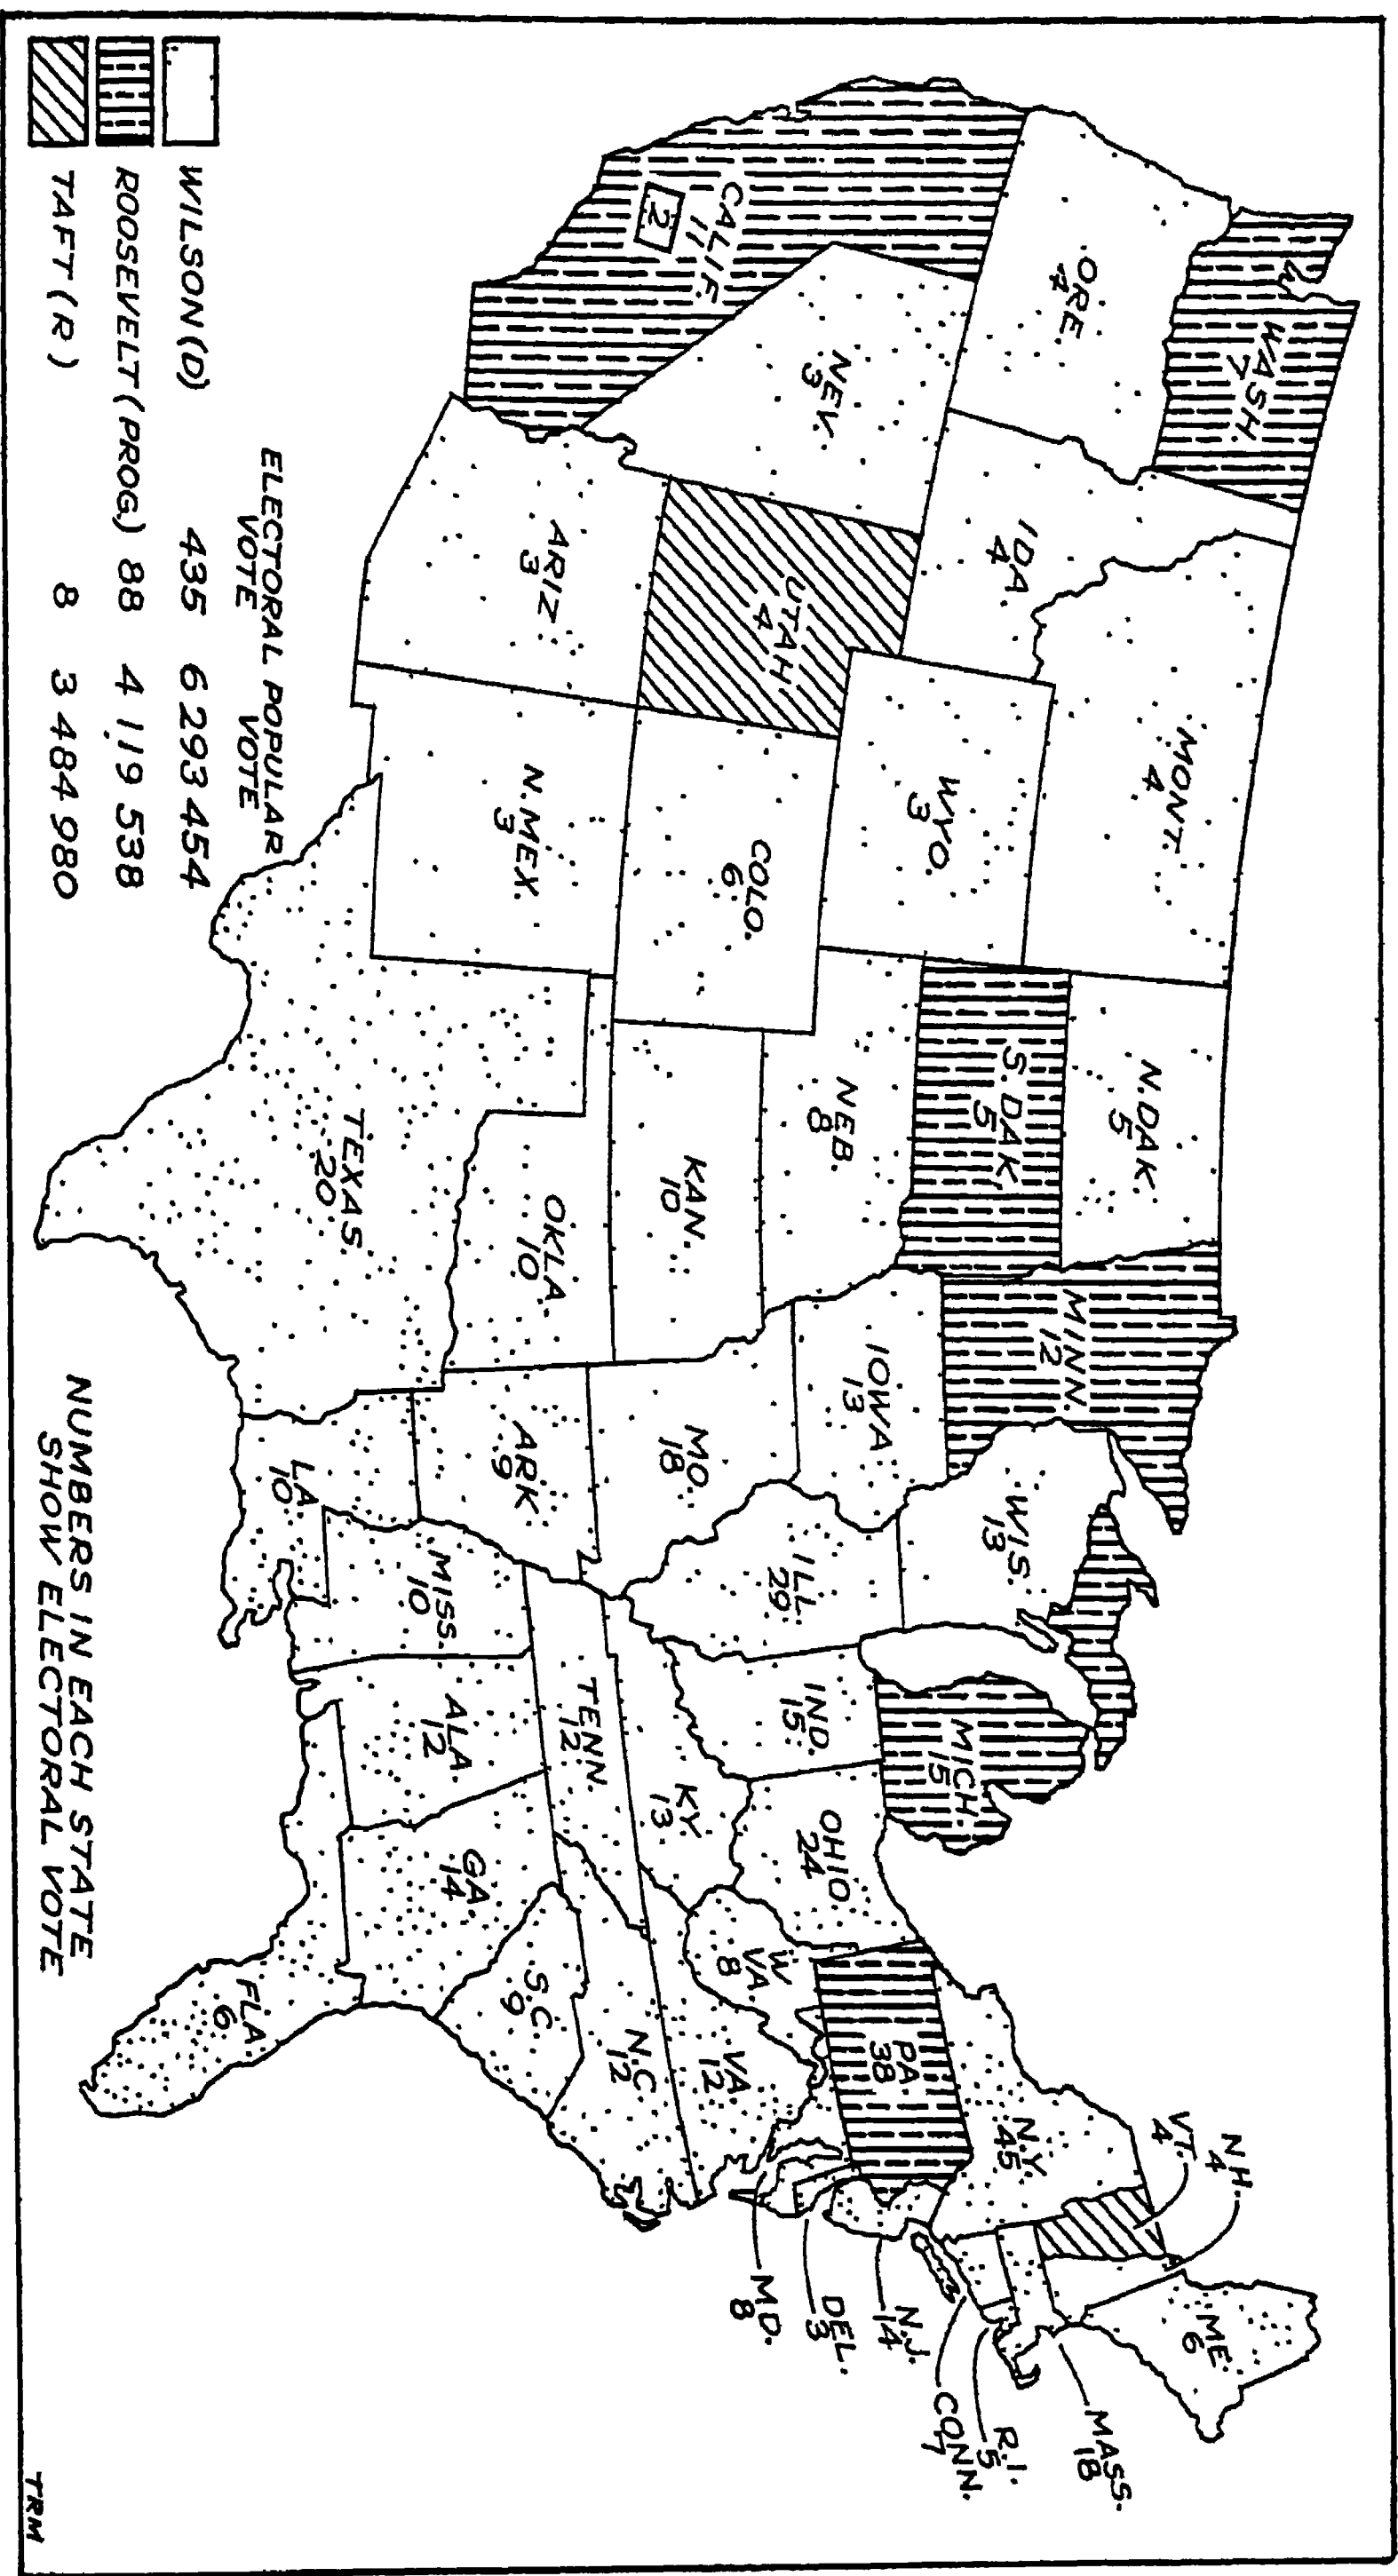 WASH.
7
ORE.
4
CALIF.
11
2
NEV.
3
IDA
4
MONT.
4
WYO.
3
UTAH
4
ARIZ
3
COLO.
6
N.MEX.
3
N.DAK.
5
S.DAK.
5
NEB.
8
KAN.
10
OKLA.
10
TEXAS.
20
MINN.
12
IOWA
13
MO.
18
ARK
9
LA.
10
WIS.
13
ILL.
29
MICH
15
IND.
15
OHIO.
24
KY.
13
TENN.
12
MISS.
10
ALA.
12
GA.
14
FLA
6
S.C.
9
N.C.
12
VA.
12
W
VA.
8
PA
38
N.Y.
45
VT.
4
N.H.
4
ME.
6
MASS.
18
R.I.
5
CONN.
7
N.J.
14
DEL.
3
MD.
8
ELECTORAL POPULAR
VOTE VOTE
WILSON (D) 435 6 293 454
ROOSEVELT (PROG) 88 4 119 538
TAFT (R) 8 3 484 980
NUMBERS IN EACH STATE
SHOW ELECTORAL VOTE
TRM